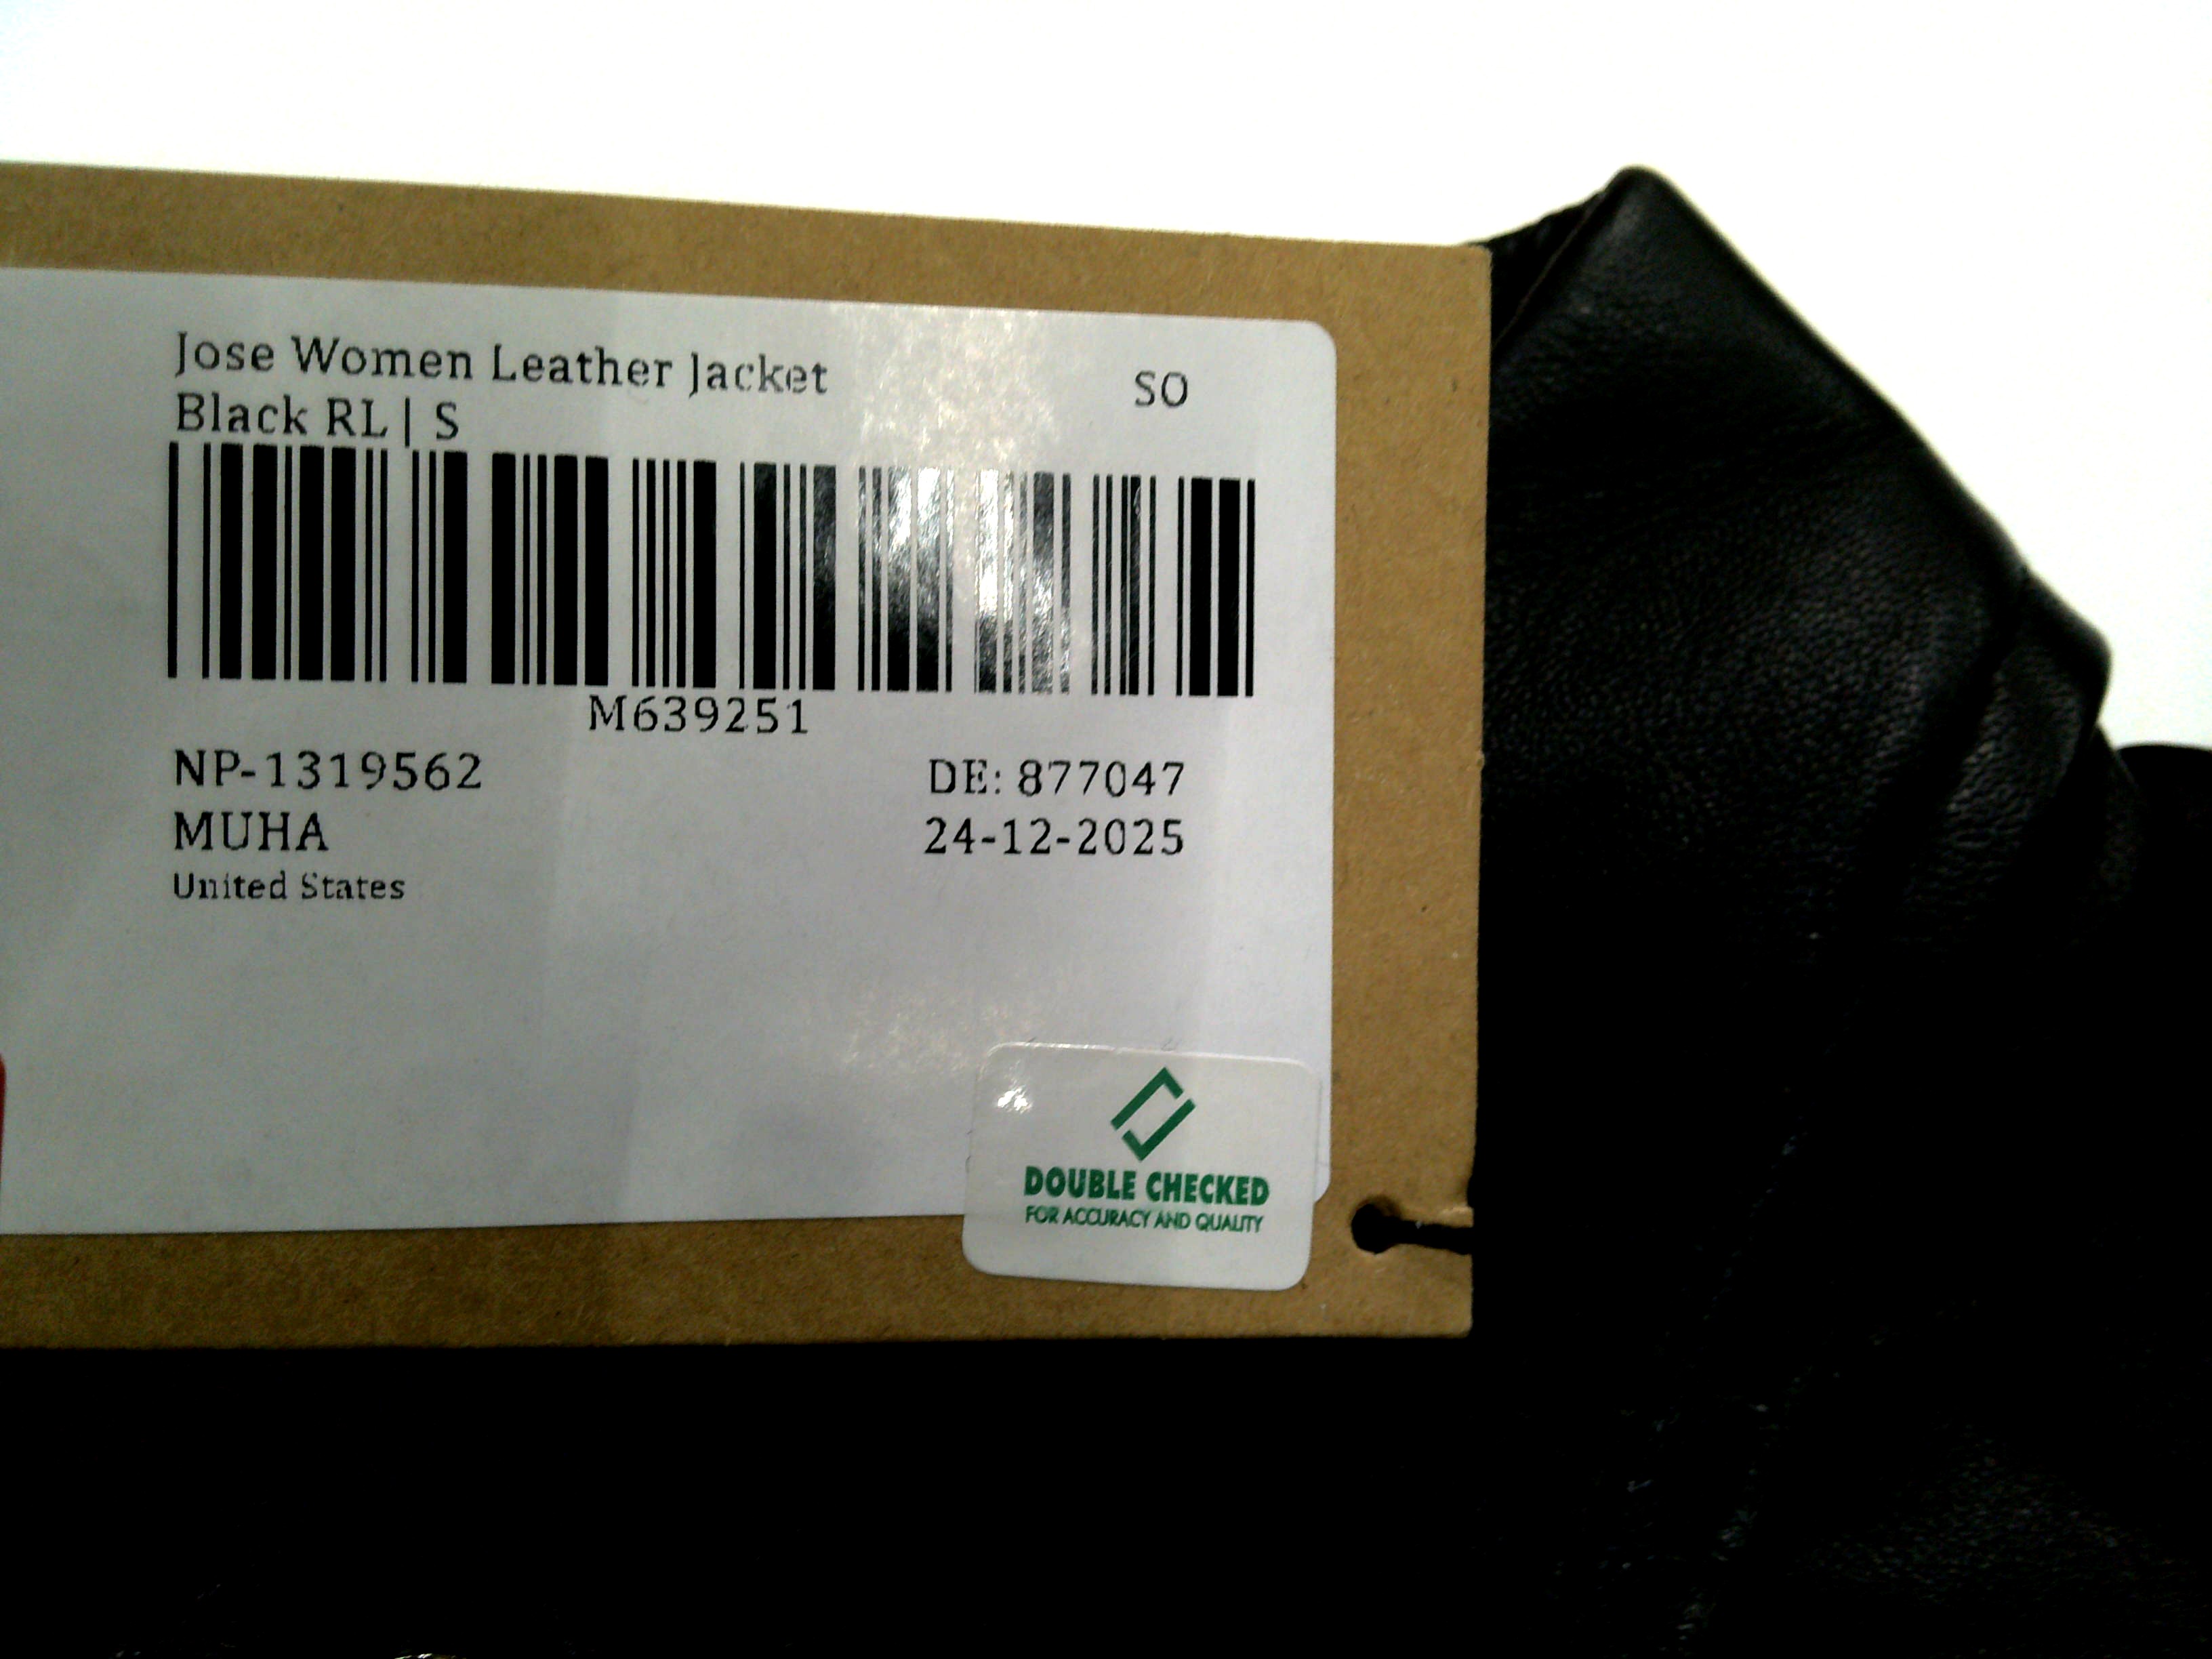 Jose Women Leather Jacket
SO
Black RL | S
M639251
NP-1319562
DE: 877047
MUHA
24-12-2025
United States
DOUBLE CHECKED
FOR ACCURACY AND QUALITY